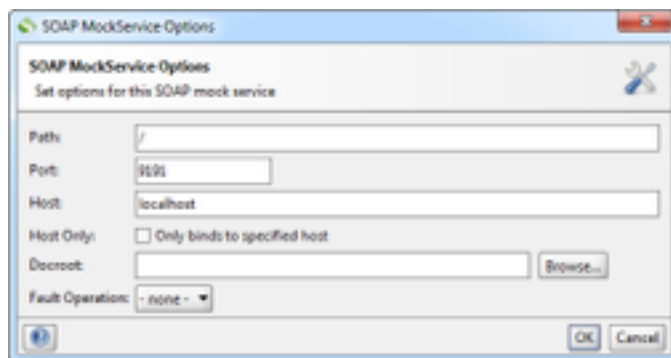 SOAP MockService Options
SOAP MockService Options
Set options for this SOAP mock service
Path: /
Port: 9191
Host: localhost
Host Only: Only binds to specified host
Docroot: Browse...
Fault Operation: - none -
OK Cancel